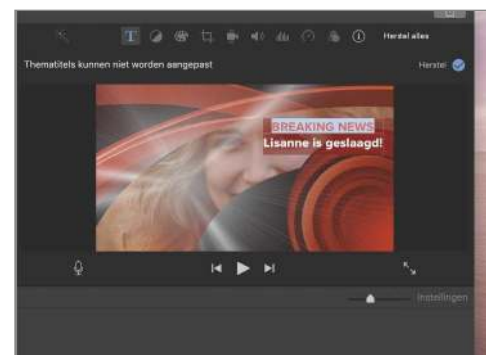 T
Herstel alles
Thematitels kunnen niet worden aangepast
Herstel
BREAKING NEWS
Lisanne is geslaagd!
Instellingen